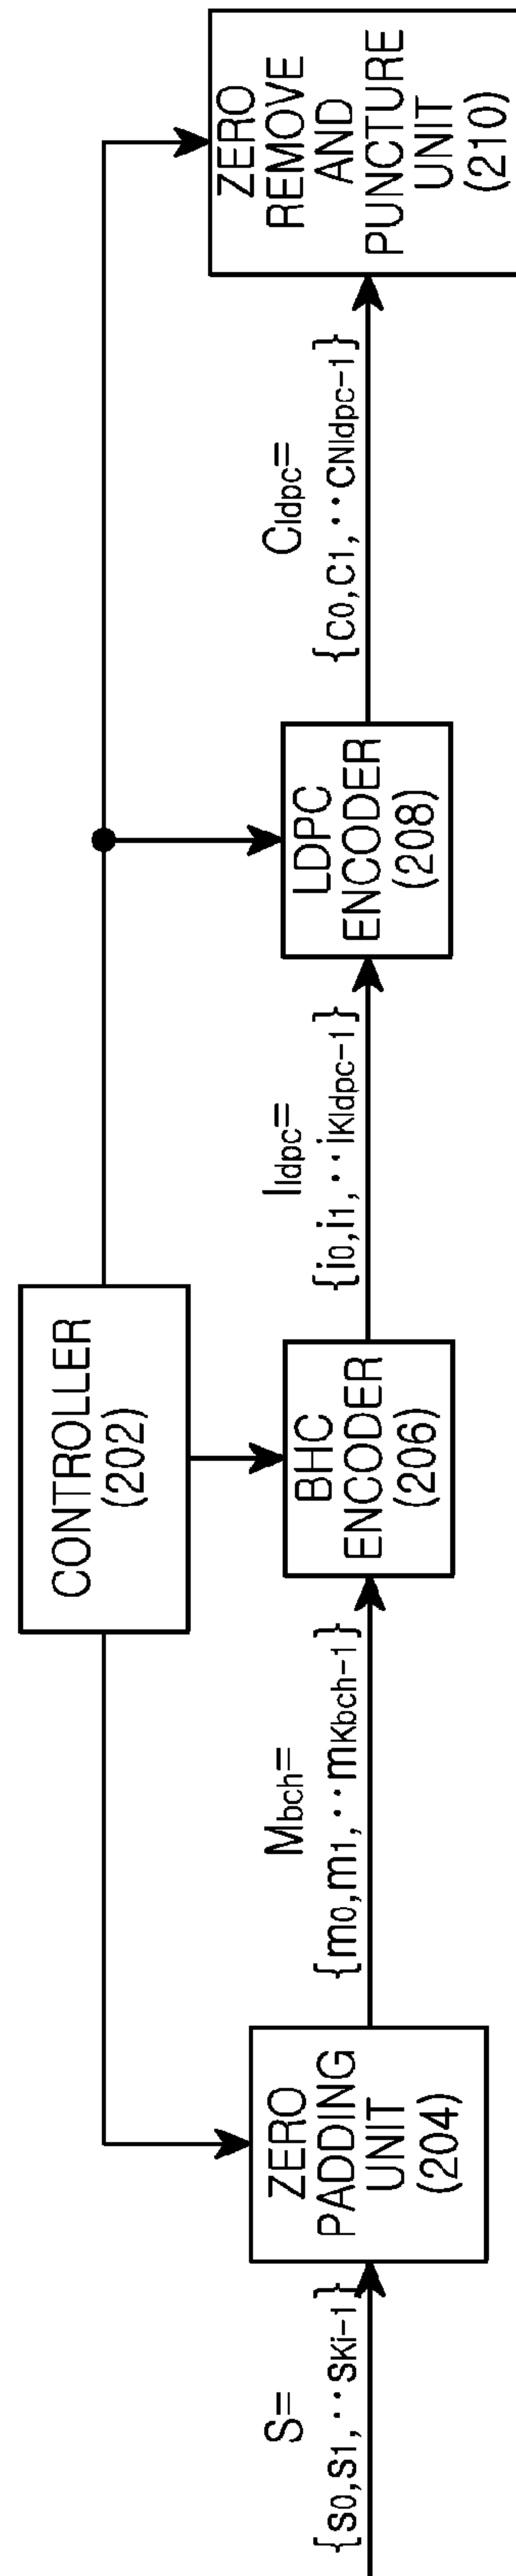 CONTROLLER
(202)
S=
{s0,s1,··sKi-1}
ZERO
PADDING
UNIT
(204)
Mbch=
{m0,m1,··mKbch-1}
BHC
ENCODER
(206)
Ildpc=
{i0,i1,··iKldpc-1}
LDPC
ENCODER
(208)
Cldpc=
{c0,c1,··cNldpc-1}
ZERO
REMOVE
AND
PUNCTURE
UNIT
(210)